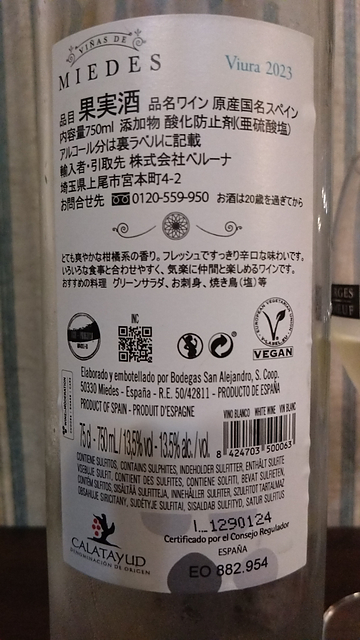 VIÑAS DE
MIEDES
Viura 2023
品目 果実酒 品名ワイン 原産国名スペイン
内容量750ml 添加物 酸化防止剤(亜硫酸塩)
アルコール分は裏ラベルに記載
輸入者・引取先 株式会社ベルーナ
埼玉県上尾市宮本町4-2
お問合せ先 0120-559-950 お酒は20歳を過ぎてから
とても爽やかな柑橘系の香り。フレッシュですっきり辛口な味わいです。
いろいろな食事と合わせやすく、気楽に仲間と楽しめるワインです。
おすすめの料理 グリーンサラダ、お刺身、焼き鳥(塩)等
INC
EUROPEAN VEGETARIAN UNION
V-LABEL.EU
VEGAN
Elaborado y embotellado por Bodegas San Alejandro, S. Coop.
50330 Miedes - España - R.E. 50/42811 - PRODUCTO DE ESPAÑA
PRODUCT OF SPAIN - PRODUIT D'ESPAGNE
VINO BLANCO WHITE WINE VIN BLANC
75 cl - 750 mL / 13,5% vol - 13.5% alc./vol.
8 424703 500063
CONTIENE SULFITOS, CONTAINS SULPHITES, INDEHOLDER SULFITTER, ENTHÄLT SULFITE
CONTIENT DES SULFITES, CONTIENE SOLFITI, BEVAT SULFIETEN,
INNEHÅLLER SULFITER, SZULFITOT TARTALMAZ
L_1290124
Certificado por el Consejo Regulador
ESPAÑA
CALATAYUD
DENOMINACIÓN DE ORIGEN
EO 882.954